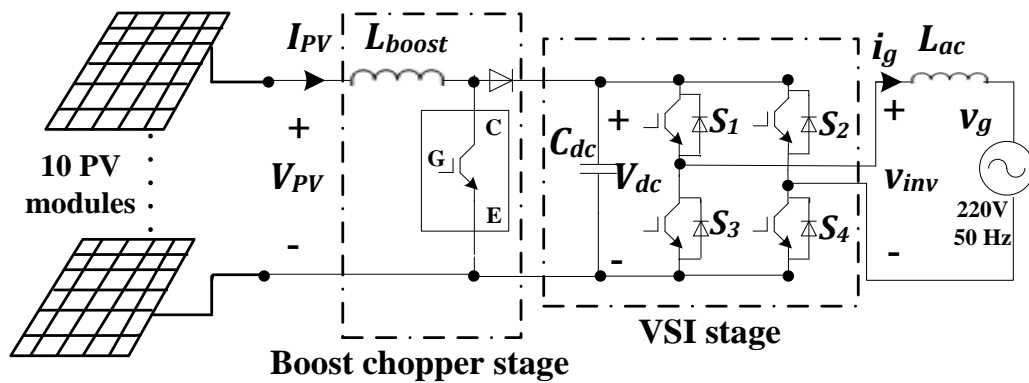 I_PV
L_boost
i_g
L_ac
C
G
E
+
V_PV
-
10 PV
modules
C_dc
+
V_dc
-
S_1
S_2
S_3
S_4
+
v_inv
-
v_g
220V
50 Hz
VSI stage
Boost chopper stage